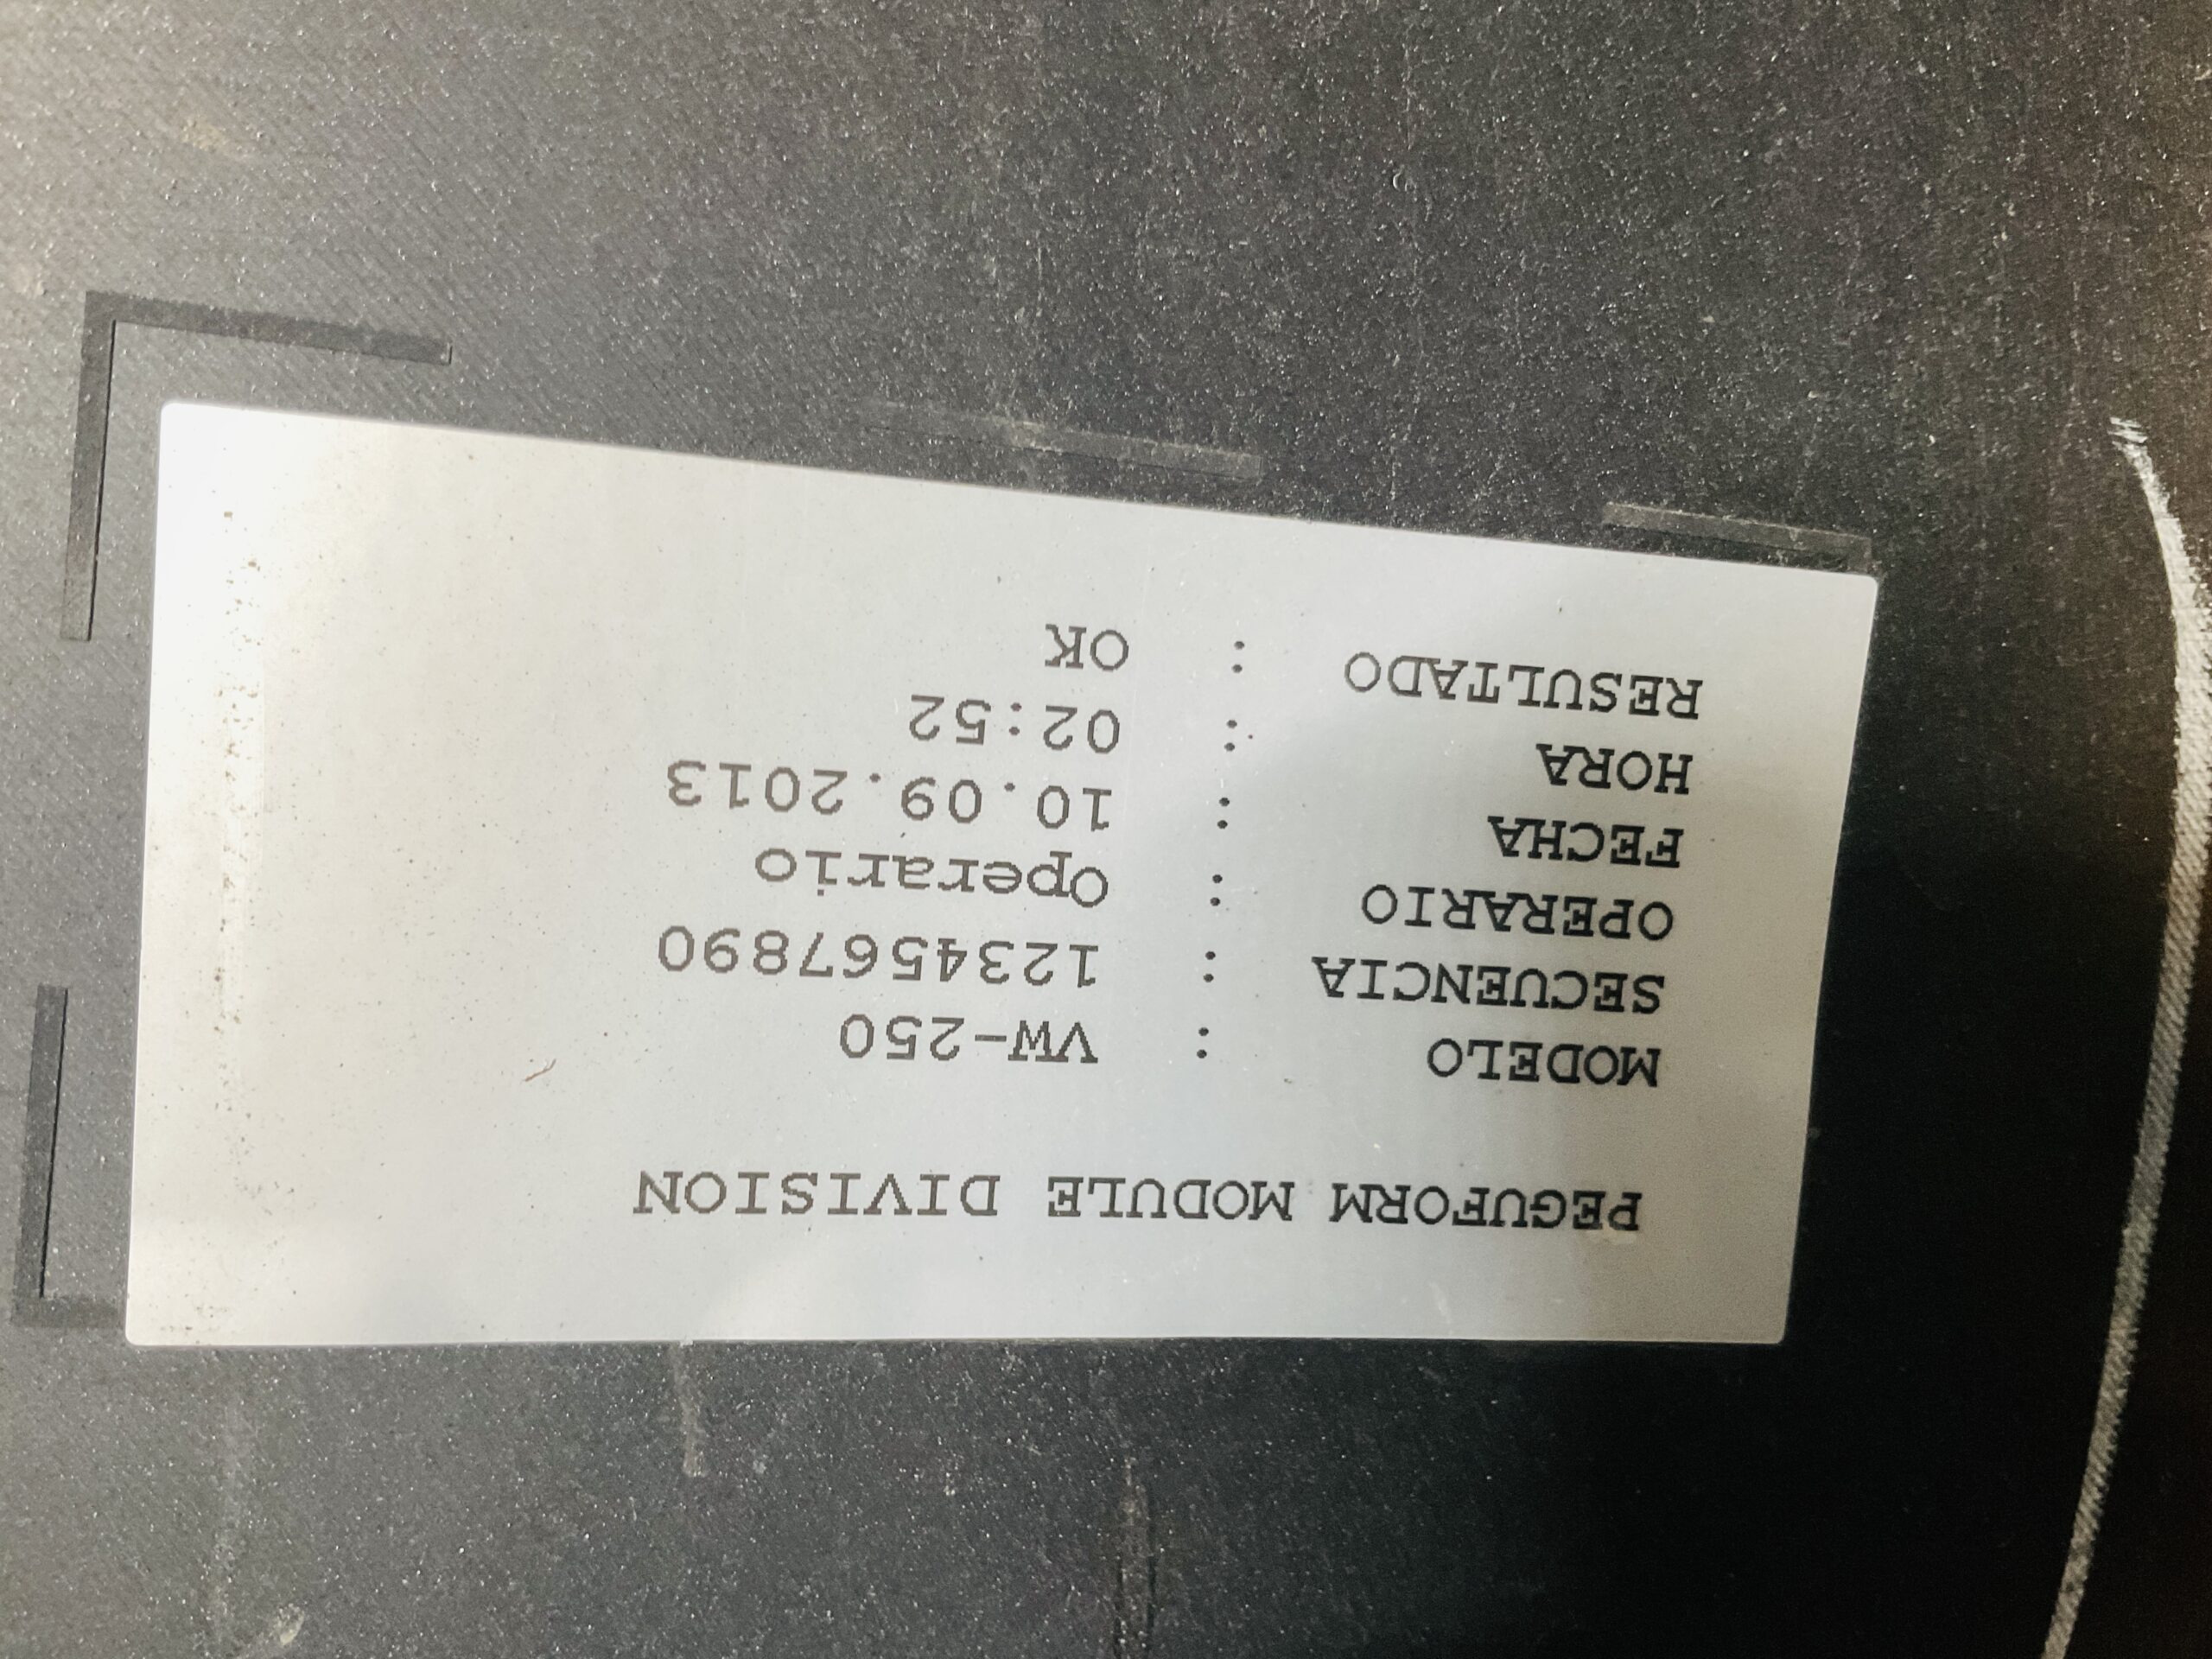 PEGUFORM MODULE DIVISION
MODELO : VW-250
SECUENCIA : 1234567890
OPERARIO : Operario
FECHA : 10.09.2013
HORA : 02:52
RESULTADO : OK